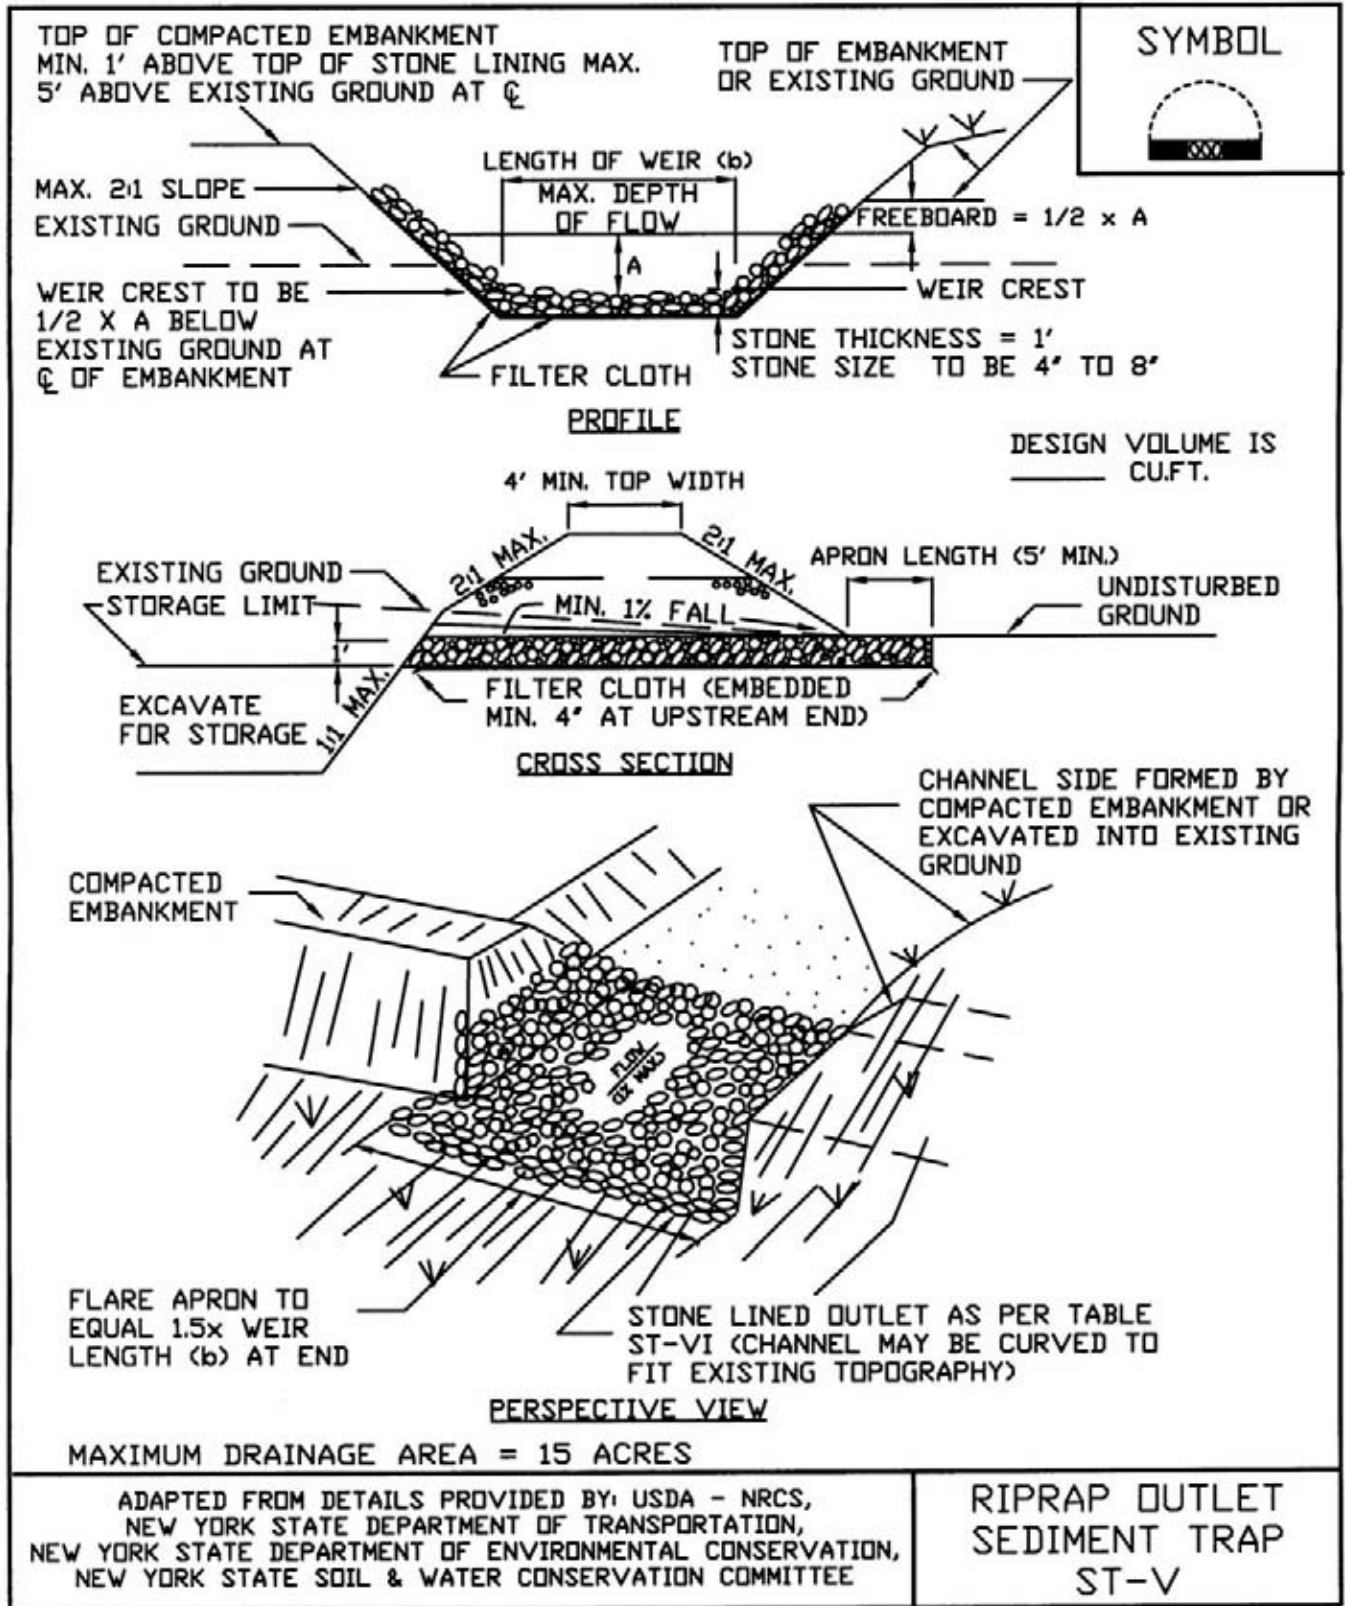 TOP OF COMPACTED EMBANKMENT
MIN. 1' ABOVE TOP OF STONE LINING MAX.
5' ABOVE EXISTING GROUND AT ℄
TOP OF EMBANKMENT
OR EXISTING GROUND
SYMBOL
LENGTH OF WEIR (b)
MAX. DEPTH
OF FLOW
A
MAX. 2:1 SLOPE
EXISTING GROUND
WEIR CREST TO BE
1/2 X A BELOW
EXISTING GROUND AT
℄ OF EMBANKMENT
FREEBOARD = 1/2 x A
WEIR CREST
STONE THICKNESS = 1'
STONE SIZE TO BE 4" TO 8"
FILTER CLOTH
PROFILE
DESIGN VOLUME IS
____ CU.FT.
4' MIN. TOP WIDTH
2:1 MAX.
2:1 MAX.
APRON LENGTH (5' MIN.)
EXISTING GROUND
STORAGE LIMIT
MIN. 1% FALL
UNDISTURBED
GROUND
1'
1:1 MAX.
EXCAVATE
FOR STORAGE
FILTER CLOTH (EMBEDDED
MIN. 4" AT UPSTREAM END)
CROSS SECTION
CHANNEL SIDE FORMED BY
COMPACTED EMBANKMENT OR
EXCAVATED INTO EXISTING
GROUND
COMPACTED
EMBANKMENT
FLOW
(1% MAX.)
FLARE APRON TO
EQUAL 1.5x WEIR
LENGTH (b) AT END
STONE LINED OUTLET AS PER TABLE
ST-VI (CHANNEL MAY BE CURVED TO
FIT EXISTING TOPOGRAPHY)
PERSPECTIVE VIEW
MAXIMUM DRAINAGE AREA = 15 ACRES
ADAPTED FROM DETAILS PROVIDED BY: USDA - NRCS,
NEW YORK STATE DEPARTMENT OF TRANSPORTATION,
NEW YORK STATE DEPARTMENT OF ENVIRONMENTAL CONSERVATION,
NEW YORK STATE SOIL & WATER CONSERVATION COMMITTEE
RIPRAP OUTLET
SEDIMENT TRAP
ST-V